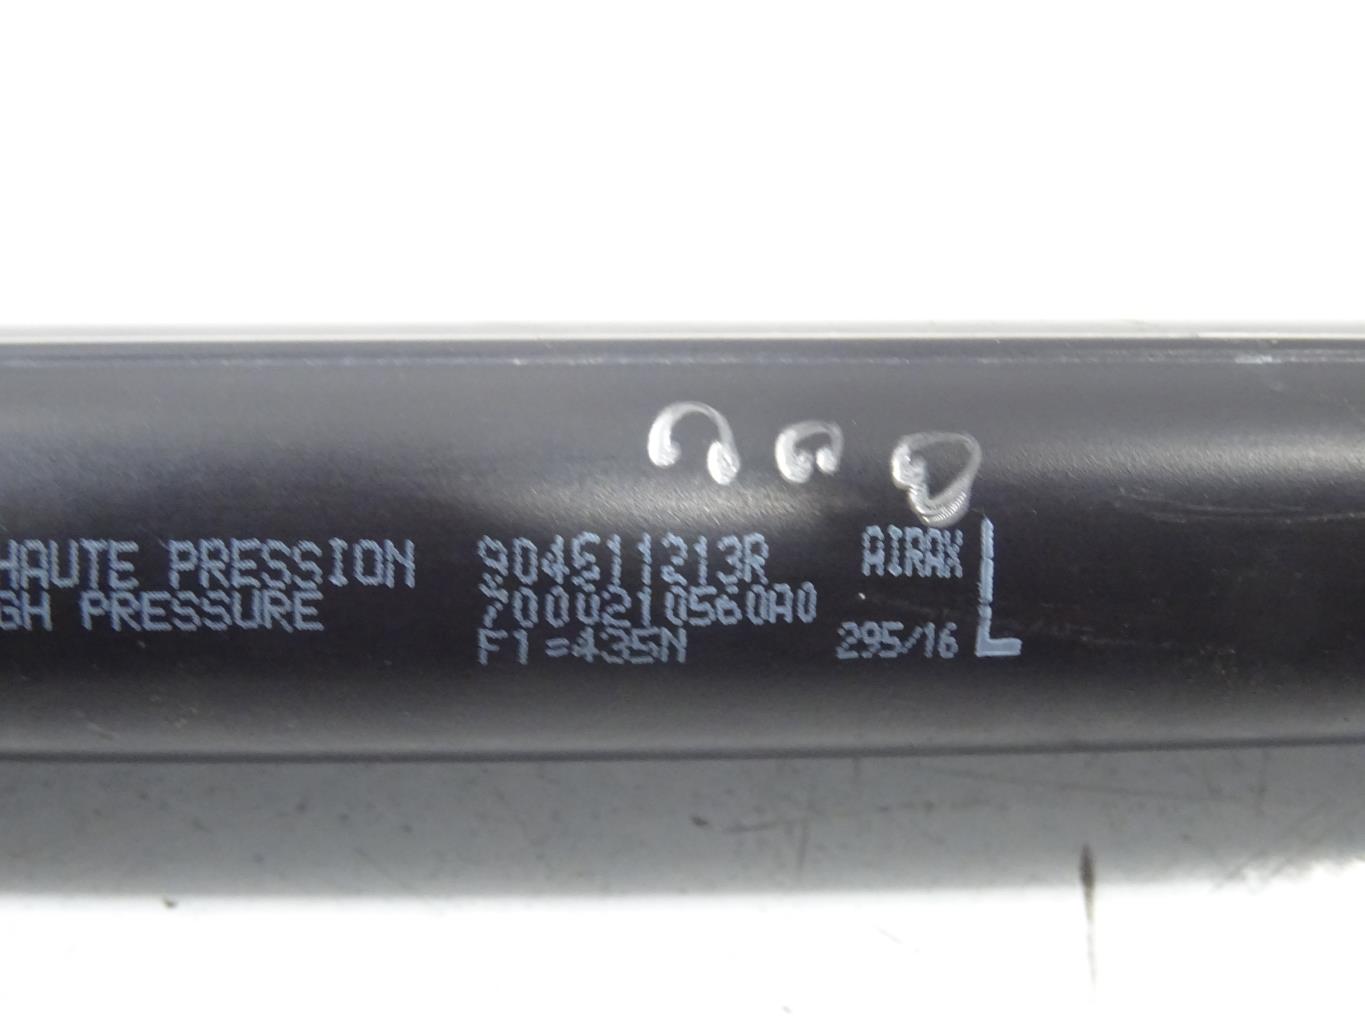 HAUTE PRESSION 904511213R AIRAX
GH PRESSURE 7000210560A0
F1=435N 295/16 L